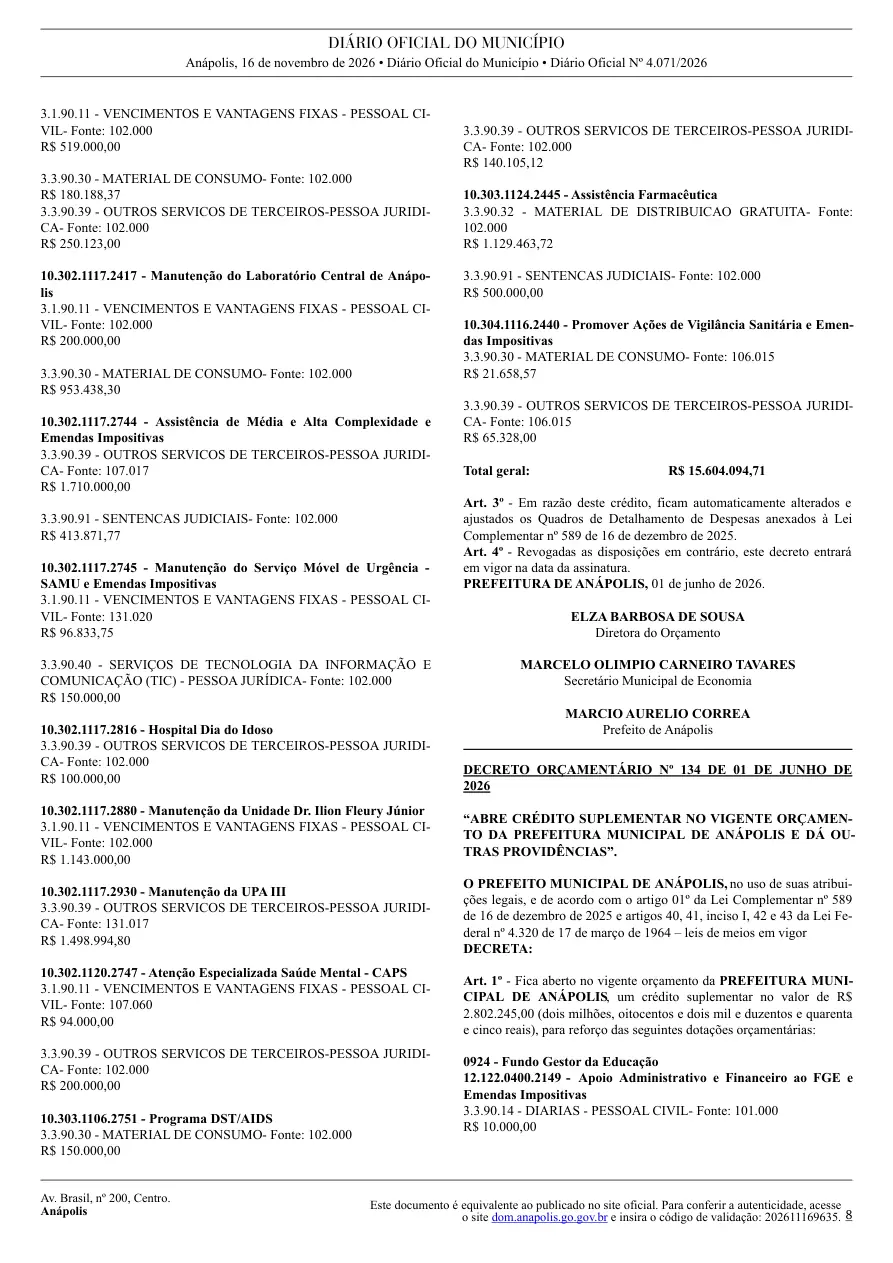 DIÁRIO OFICIAL DO MUNICÍPIO
Anápolis, 16 de novembro de 2026 • Diário Oficial do Município • Diário Oficial Nº 4.071/2026
3.1.90.11 - VENCIMENTOS E VANTAGENS FIXAS - PESSOAL CI-
VIL- Fonte: 102.000
R$ 519.000,00
3.3.90.30 - MATERIAL DE CONSUMO- Fonte: 102.000
R$ 180.188,37
3.3.90.39 - OUTROS SERVICOS DE TERCEIROS-PESSOA JURIDI-
CA- Fonte: 102.000
R$ 250.123,00
10.302.1117.2417 - Manutenção do Laboratório Central de Anápo-
lis
3.1.90.11 - VENCIMENTOS E VANTAGENS FIXAS - PESSOAL CI-
VIL- Fonte: 102.000
R$ 200.000,00
3.3.90.30 - MATERIAL DE CONSUMO- Fonte: 102.000
R$ 953.438,30
10.302.1117.2744 - Assistência de Média e Alta Complexidade e
Emendas Impositivas
3.3.90.39 - OUTROS SERVICOS DE TERCEIROS-PESSOA JURIDI-
CA- Fonte: 107.017
R$ 1.710.000,00
3.3.90.91 - SENTENCAS JUDICIAIS- Fonte: 102.000
R$ 413.871,77
10.302.1117.2745 - Manutenção do Serviço Móvel de Urgência -
SAMU e Emendas Impositivas
3.1.90.11 - VENCIMENTOS E VANTAGENS FIXAS - PESSOAL CI-
VIL- Fonte: 131.020
R$ 96.833,75
3.3.90.40 - SERVIÇOS DE TECNOLOGIA DA INFORMAÇÃO E
COMUNICAÇÃO (TIC) - PESSOA JURÍDICA- Fonte: 102.000
R$ 150.000,00
10.302.1117.2816 - Hospital Dia do Idoso
3.3.90.39 - OUTROS SERVICOS DE TERCEIROS-PESSOA JURIDI-
CA- Fonte: 102.000
R$ 100.000,00
10.302.1117.2880 - Manutenção da Unidade Dr. Ilion Fleury Júnior
3.1.90.11 - VENCIMENTOS E VANTAGENS FIXAS - PESSOAL CI-
VIL- Fonte: 102.000
R$ 1.143.000,00
10.302.1117.2930 - Manutenção da UPA III
3.3.90.39 - OUTROS SERVICOS DE TERCEIROS-PESSOA JURIDI-
CA- Fonte: 131.017
R$ 1.498.994,80
10.302.1120.2747 - Atenção Especializada Saúde Mental - CAPS
3.1.90.11 - VENCIMENTOS E VANTAGENS FIXAS - PESSOAL CI-
VIL- Fonte: 107.060
R$ 94.000,00
3.3.90.39 - OUTROS SERVICOS DE TERCEIROS-PESSOA JURIDI-
CA- Fonte: 102.000
R$ 200.000,00
10.303.1106.2751 - Programa DST/AIDS
3.3.90.30 - MATERIAL DE CONSUMO- Fonte: 102.000
R$ 150.000,00
3.3.90.39 - OUTROS SERVICOS DE TERCEIROS-PESSOA JURIDI-
CA- Fonte: 102.000
R$ 140.105,12
10.303.1124.2445 - Assistência Farmacêutica
3.3.90.32 - MATERIAL DE DISTRIBUICAO GRATUITA- Fonte:
102.000
R$ 1.129.463,72
3.3.90.91 - SENTENCAS JUDICIAIS- Fonte: 102.000
R$ 500.000,00
10.304.1116.2440 - Promover Ações de Vigilância Sanitária e Emen-
das Impositivas
3.3.90.30 - MATERIAL DE CONSUMO- Fonte: 106.015
R$ 21.658,57
3.3.90.39 - OUTROS SERVICOS DE TERCEIROS-PESSOA JURIDI-
CA- Fonte: 106.015
R$ 65.328,00
Total geral: R$ 15.604.094,71
Art. 3º - Em razão deste crédito, ficam automaticamente alterados e
ajustados os Quadros de Detalhamento de Despesas anexados à Lei
Complementar nº 589 de 16 de dezembro de 2025.
Art. 4º - Revogadas as disposições em contrário, este decreto entrará
em vigor na data da assinatura.
PREFEITURA DE ANÁPOLIS, 01 de junho de 2026.
ELZA BARBOSA DE SOUSA
Diretora do Orçamento
MARCELO OLIMPIO CARNEIRO TAVARES
Secretário Municipal de Economia
MARCIO AURELIO CORREA
Prefeito de Anápolis
DECRETO ORÇAMENTÁRIO Nº 134 DE 01 DE JUNHO DE
2026
“ABRE CRÉDITO SUPLEMENTAR NO VIGENTE ORÇAMEN-
TO DA PREFEITURA MUNICIPAL DE ANÁPOLIS E DÁ OU-
TRAS PROVIDÊNCIAS”.
O PREFEITO MUNICIPAL DE ANÁPOLIS, no uso de suas atribui-
ções legais, e de acordo com o artigo 01º da Lei Complementar nº 589
de 16 de dezembro de 2025 e artigos 40, 41, inciso I, 42 e 43 da Lei Fe-
deral nº 4.320 de 17 de março de 1964 – leis de meios em vigor
DECRETA:
Art. 1º - Fica aberto no vigente orçamento da PREFEITURA MUNI-
CIPAL DE ANÁPOLIS, um crédito suplementar no valor de R$
2.802.245,00 (dois milhões, oitocentos e dois mil e duzentos e quarenta
e cinco reais), para reforço das seguintes dotações orçamentárias:
0924 - Fundo Gestor da Educação
12.122.0400.2149 - Apoio Administrativo e Financeiro ao FGE e
Emendas Impositivas
3.3.90.14 - DIARIAS - PESSOAL CIVIL- Fonte: 101.000
R$ 10.000,00
Av. Brasil, nº 200, Centro.
Anápolis
Este documento é equivalente ao publicado no site oficial. Para conferir a autenticidade, acesse
o site dom.anapolis.go.gov.br e insira o código de validação: 202611169635. 8